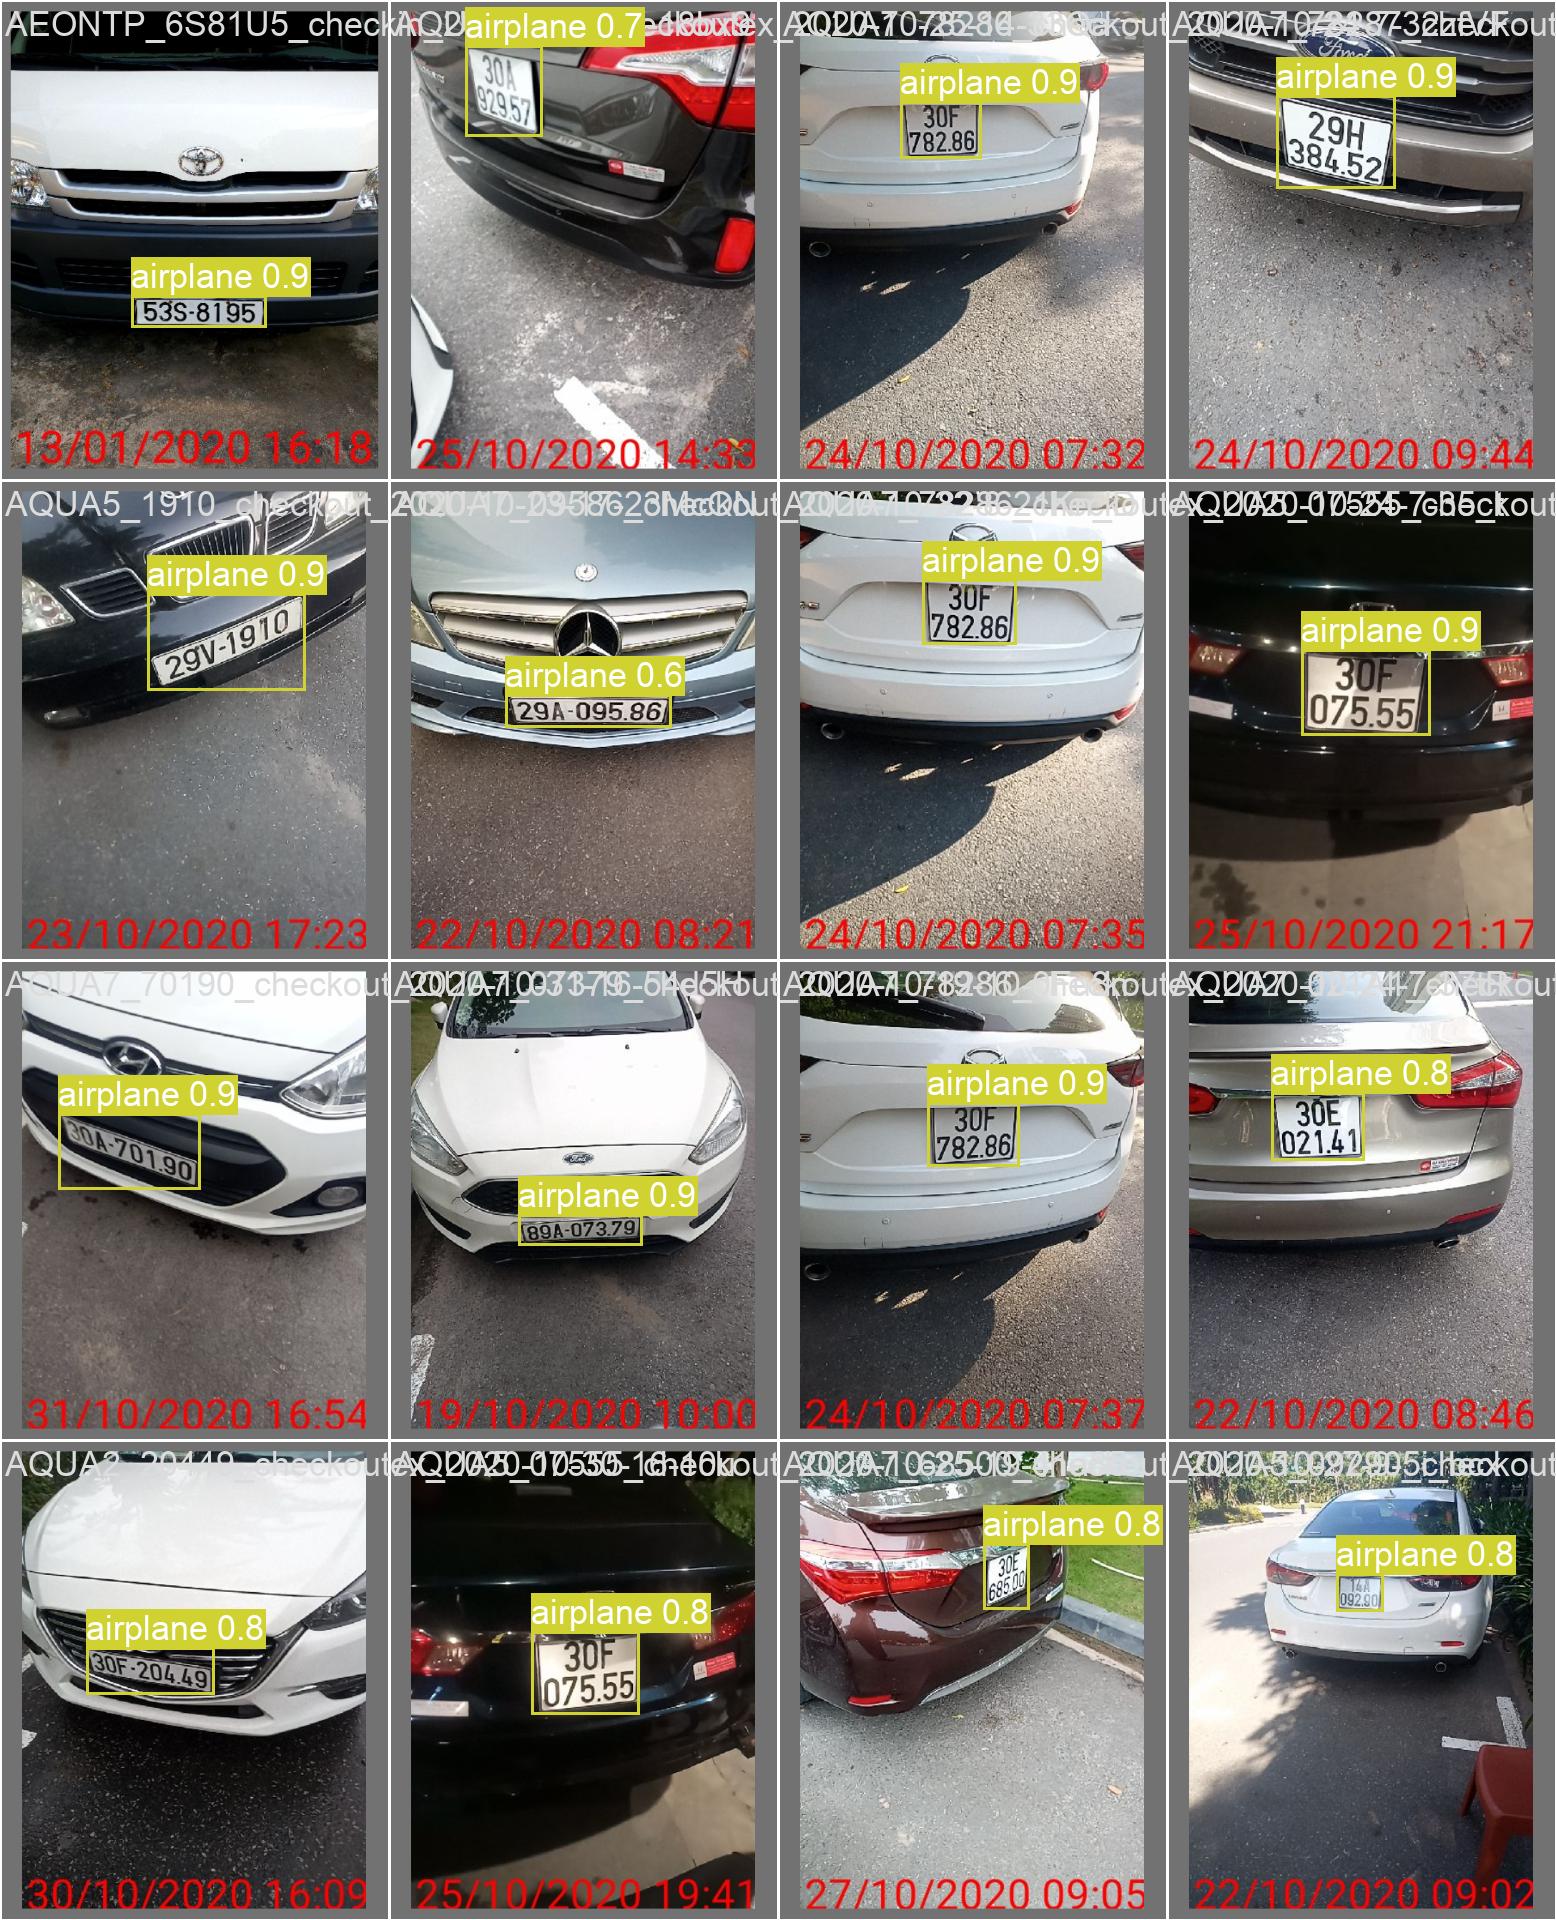 AEONTP_6S81U5_check
airplane 0.9
53S-8195
13/01/2020 16:18
airplane 0.7
30A
929.57
25/10/2020 14:33
airplane 0.9
30F
782.86
24/10/2020 07:32
Ford
airplane 0.9
29H
384.52
24/10/2020 09:44
AQUA5_1910_checkout_
airplane 0.9
29V-1910
23/10/2020 17:23
airplane 0.6
29A-095.86
22/10/2020 08:21
airplane 0.9
30F
782.86
24/10/2020 07:35
airplane 0.9
30F
075.55
25/10/2020 21:17
AQUA7_70190_checkout_
airplane 0.9
30A-701.90
31/10/2020 16:54
Ford
airplane 0.9
89A-073.79
19/10/2020 10:00
airplane 0.9
30F
782.86
24/10/2020 07:37
airplane 0.8
30E
021.41
22/10/2020 08:46
AQUA2_20449_checkout
airplane 0.8
30F-204.49
30/10/2020 16:09
airplane 0.8
30F
075.55
25/10/2020 19:41
airplane 0.8
30E
685.00
27/10/2020 09:05
airplane 0.8
14A
092.90
22/10/2020 09:02